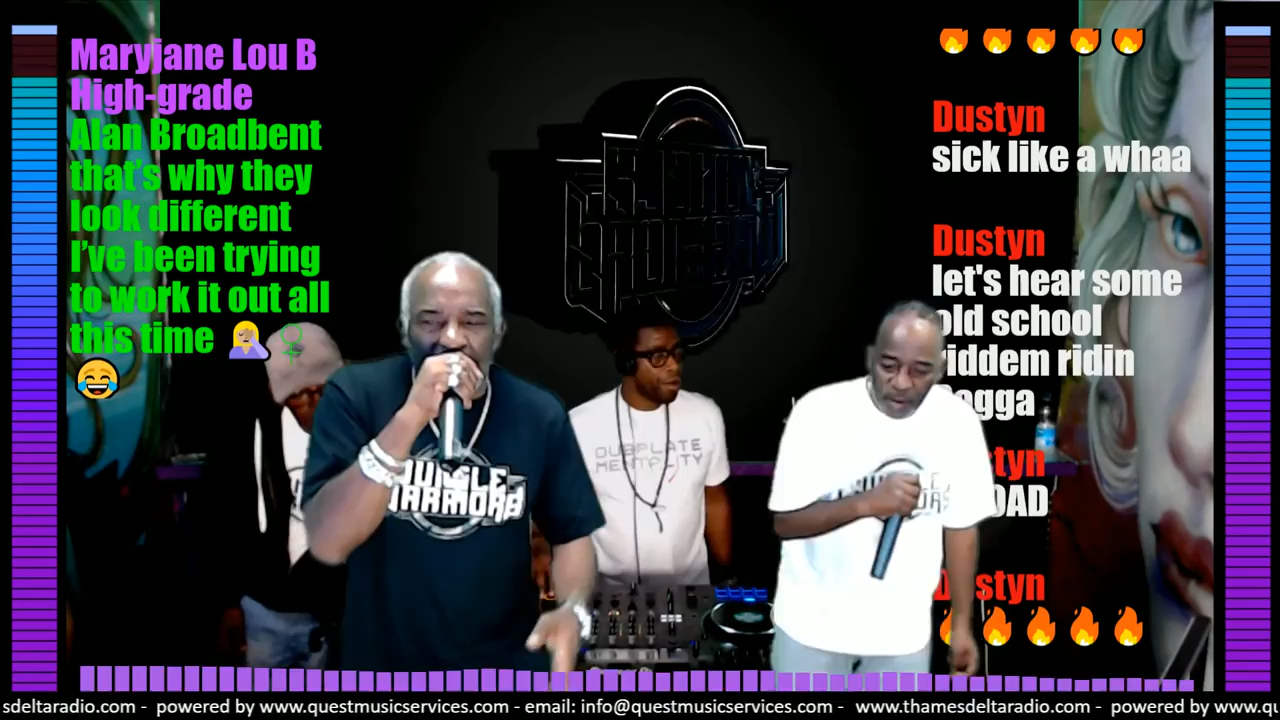 Maryjane Lou B
High-grade
Alan Broadbent
that's why they
look different
I've been trying
to work it out all
this time
Dustyn
sick like a whaa
Dustyn
let's hear some
old school
riddem ridin
DUBPLATE
MENTALITY
JUNGLE
sdeltaradio.com - powered by www.questmusicservices.com - email: info@questmusicservices.com - www.thamesdeltaradio.com - powered by www.qu